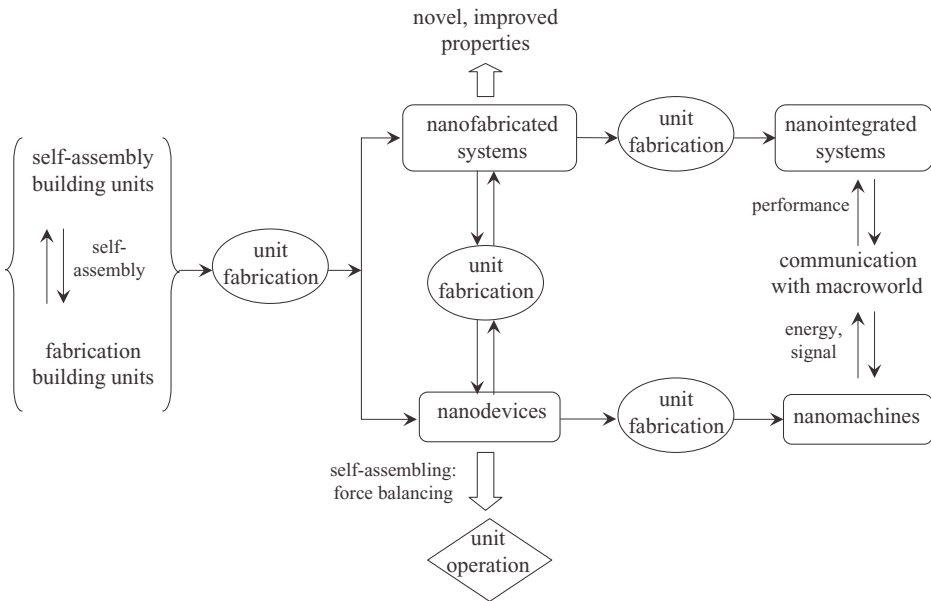 novel, improved
properties
nanofabricated
systems
unit
fabrication
nanointegrated
systems
self-assembly
building units
self-
assembly
fabrication
building units
unit
fabrication
unit
fabrication
performance
communication
with macroworld
energy,
signal
nanodevices
unit
fabrication
nanomachines
self-assembling:
force balancing
unit
operation